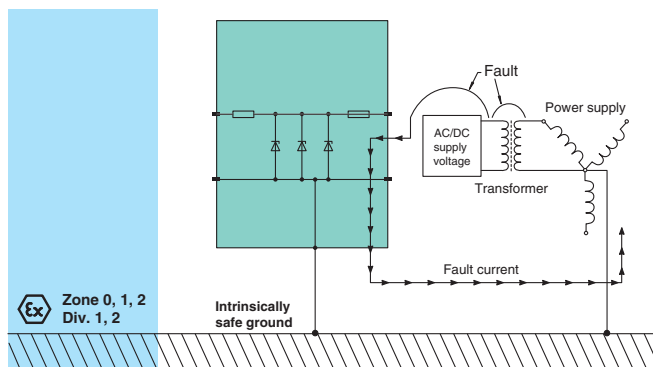 Fault
Power supply
AC/DC
supply
voltage
Transformer
Fault current
Ex
Zone 0, 1, 2
Div. 1, 2
Intrinsically
safe ground